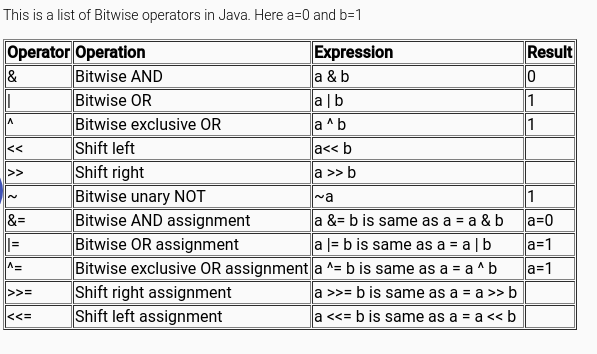 This is a list of Bitwise operators in Java. Here a=0 and b=1
Operator Operation Expression Result
& Bitwise AND a & b 0
| Bitwise OR a | b 1
^ Bitwise exclusive OR a ^ b 1
<< Shift left a<< b
>> Shift right a >> b
~ Bitwise unary NOT ~a 1
&= Bitwise AND assignment a &= b is same as a = a & b a=0
|= Bitwise OR assignment a |= b is same as a = a | b a=1
^= Bitwise exclusive OR assignment a ^= b is same as a = a ^ b a=1
>>= Shift right assignment a >>= b is same as a = a >> b
<<= Shift left assignment a <<= b is same as a = a << b